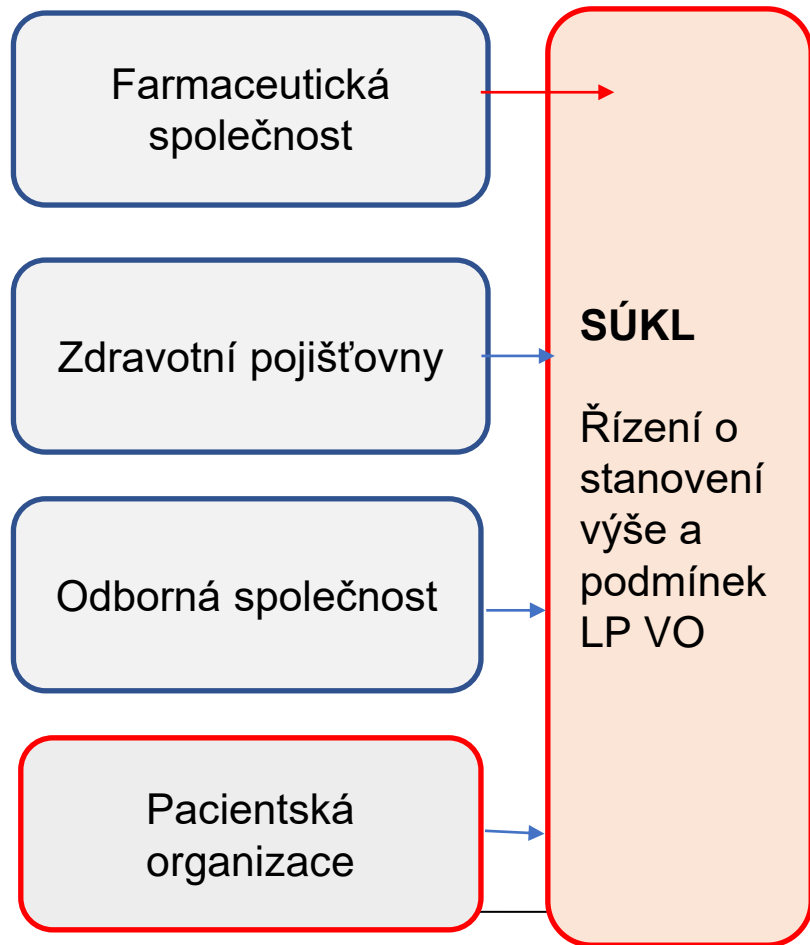 Farmaceutická
společnost
Zdravotní pojišťovny
Odborná společnost
Pacientská
organizace
SÚKL
Řízení o
stanovení
výše a
podmínek
LP VO